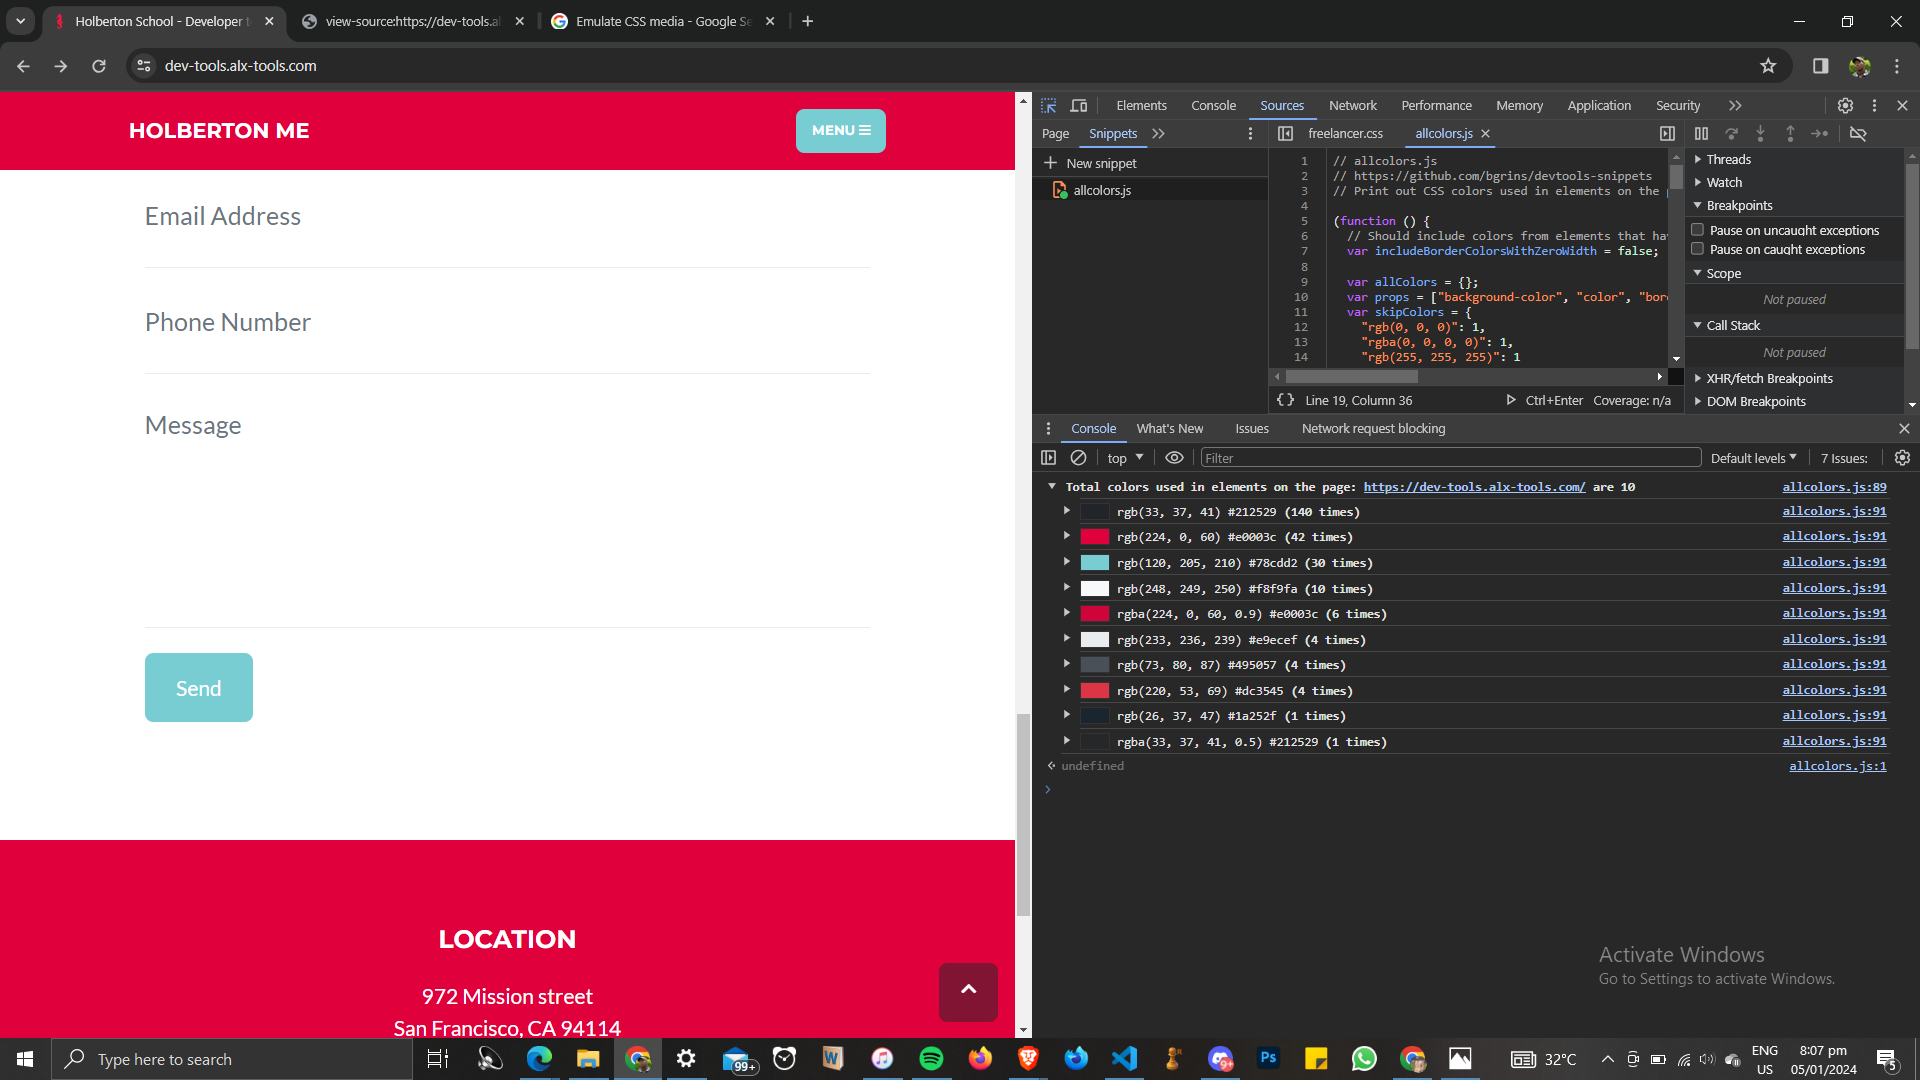 Holberton School - Developer t
view-source:https://dev-tools.al
Emulate CSS media - Google Se
dev-tools.alx-tools.com
HOLBERTON ME
MENU
Email Address
Phone Number
Message
Send
LOCATION
972 Mission street
San Francisco, CA 94114
Elements Console Sources Network Performance Memory Application Security
Page Snippets
freelancer.css allcolors.js
New snippet
allcolors.js
1 // allcolors.js
2 // https://github.com/bgrins/devtools-snippets
3 // Print out CSS colors used in elements on the
4
5 (function () {
6 // Should include colors from elements that ha
7 var includeBorderColorsWithZeroWidth = false;
8
9 var allColors = {};
10 var props = ["background-color", "color", "bor
11 var skipColors = {
12 "rgb(0, 0, 0)": 1,
13 "rgba(0, 0, 0, 0)": 1,
14 "rgb(255, 255, 255)": 1
{} Line 19, Column 36 Ctrl+Enter Coverage: n/a
Threads
Watch
Breakpoints
Pause on uncaught exceptions
Pause on caught exceptions
Scope
Not paused
Call Stack
Not paused
XHR/fetch Breakpoints
DOM Breakpoints
Console What's New Issues Network request blocking
top Filter Default levels 7 Issues:
Total colors used in elements on the page: https://dev-tools.alx-tools.com/ are 10 allcolors.js:89
rgb(33, 37, 41) #212529 (140 times) allcolors.js:91
rgb(224, 0, 60) #e0003c (42 times) allcolors.js:91
rgb(120, 205, 210) #78cdd2 (30 times) allcolors.js:91
rgb(248, 249, 250) #f8f9fa (10 times) allcolors.js:91
rgba(224, 0, 60, 0.9) #e0003c (6 times) allcolors.js:91
rgb(233, 236, 239) #e9ecef (4 times) allcolors.js:91
rgb(73, 80, 87) #495057 (4 times) allcolors.js:91
rgb(220, 53, 69) #dc3545 (4 times) allcolors.js:91
rgb(26, 37, 47) #1a252f (1 times) allcolors.js:91
rgba(33, 37, 41, 0.5) #212529 (1 times) allcolors.js:91
undefined allcolors.js:1
Activate Windows
Go to Settings to activate Windows.
Type here to search
99+
W
9+
Ps
32°C
ENG
US
8:07 pm
05/01/2024
5